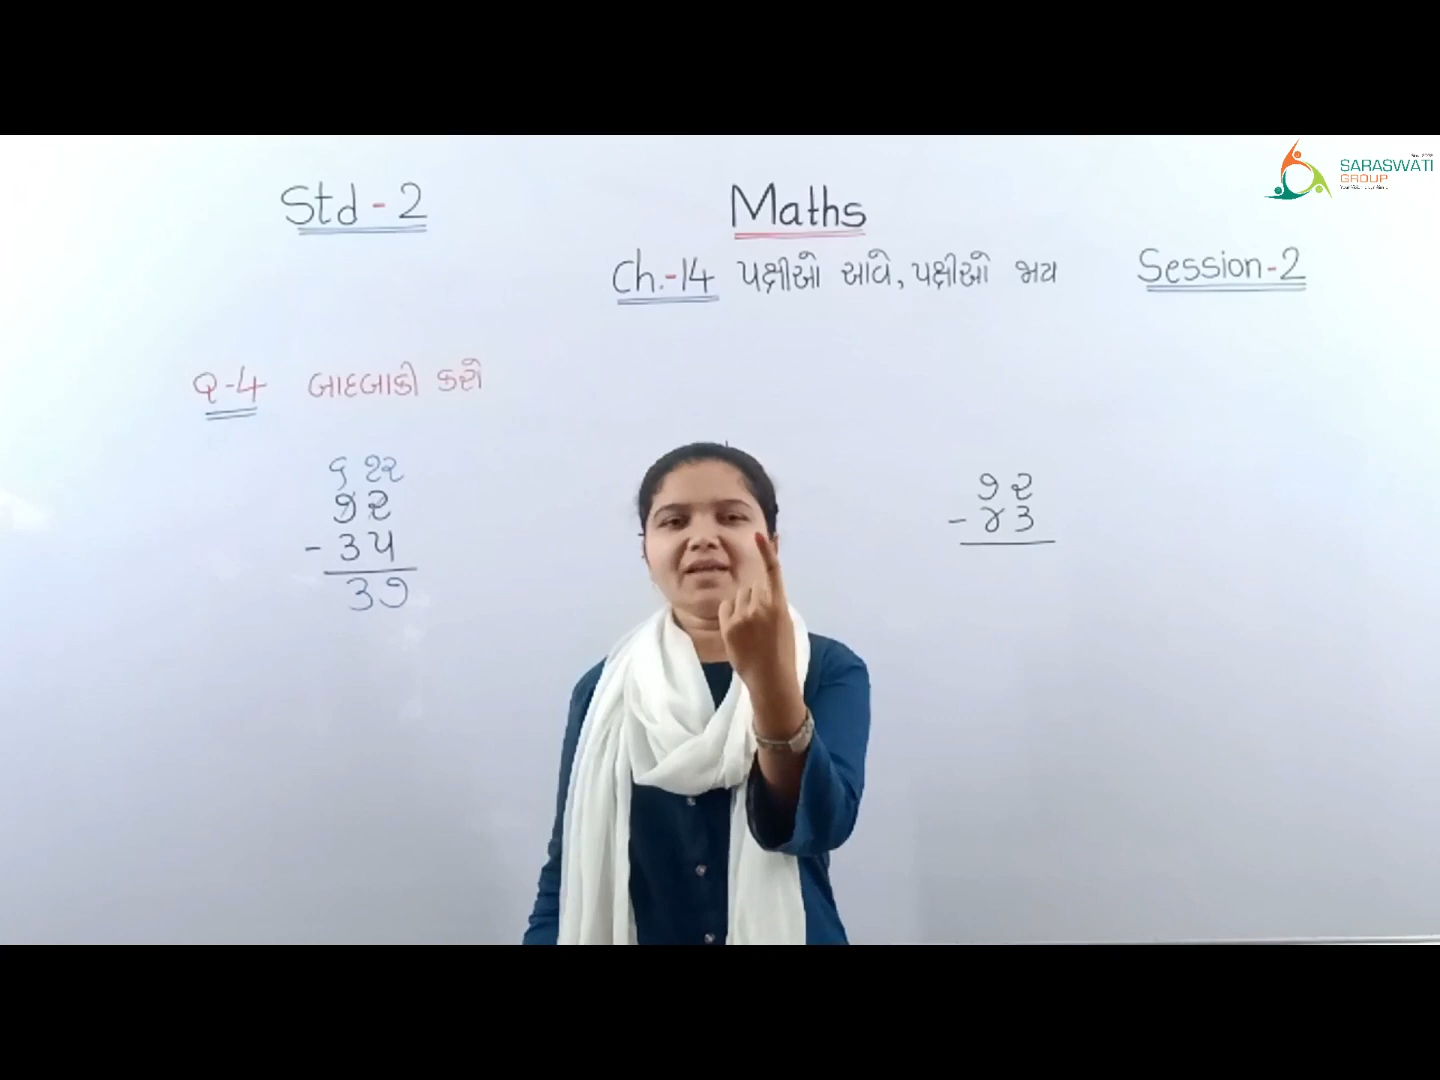 SARASWATI
GROUP
Std - 2
Maths
Ch.-14 પક્ષીઓ આવે, પક્ષીઓ જાય
Session-2
Q-4 બાદબાકી કરો
૬ ૧૨
૭ ૨
- ૩ ૫
૩ ૭
૭ ૨
- ૪ ૩